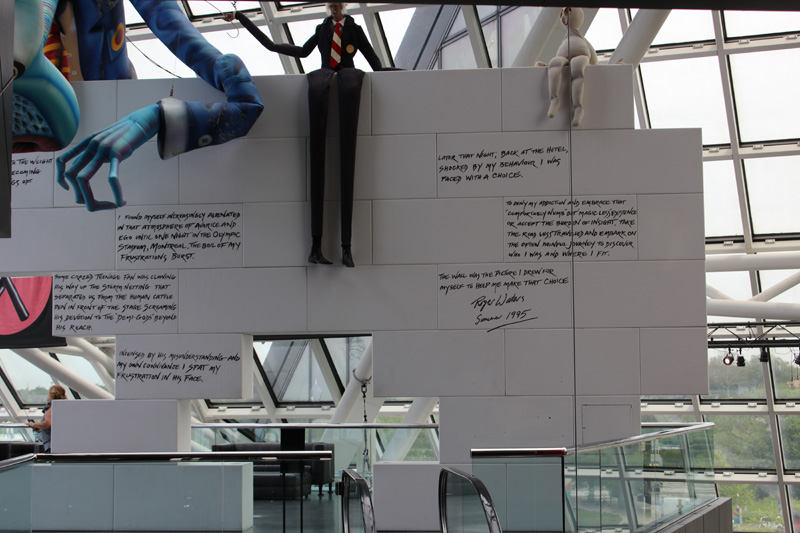 TO THE WEIGHT
ECOMING
GS OF
I FOUND MYSELF INCREASINGLY ALIENATED
IN THAT ATMOSPHERE OF AVARICE AND
EGO UNTIL ONE NIGHT IN THE OLYMPIC
STADIUM, MONTREAL, THE BOIL OF MY
FRUSTRATIONS BURST.
SOME CRAZED TEENAGE FAN WAS CLAWING
HIS WAY UP THE STORM NETTING THAT
SEPARATED US FROM THE HUMAN CATTLE
PEN IN FRONT OF THE STAGE SCREAMING
HIS DEVOTION TO THE "DEMI-GODS" BEYOND
HIS REACH.
INCENSED BY HIS MISUNDERSTANDING AND
MY OWN CONNIVANCE I SPAT MY
FRUSTRATION IN HIS FACE.
LATER THAT NIGHT, BACK AT THE HOTEL,
SHOCKED BY MY BEHAVIOUR I WAS
FACED WITH A CHOICE.
TO DENY MY ADDICTION AND EMBRACE THAT
"COMFORTABLY NUMB" BUT MAGIC-LESS EXISTENCE
OR ACCEPT THE BURDEN OF INSIGHT, TAKE
THE ROAD LESS TRAVELLED AND EMBARK ON
THE OFTEN PAINFUL JOURNEY TO DISCOVER
WHO I WAS AND WHERE I FIT.
THE WALL WAS THE PICTURE I DREW FOR
MYSELF TO HELP ME MAKE THAT CHOICE
Roger Waters
Summer 1995